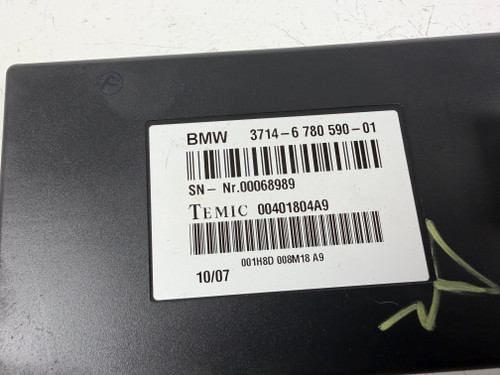 BMW 3714-6 780 590-01
SN- Nr.00068989
TEMIC 00401804A9
001H8D 008M18 A9
10/07